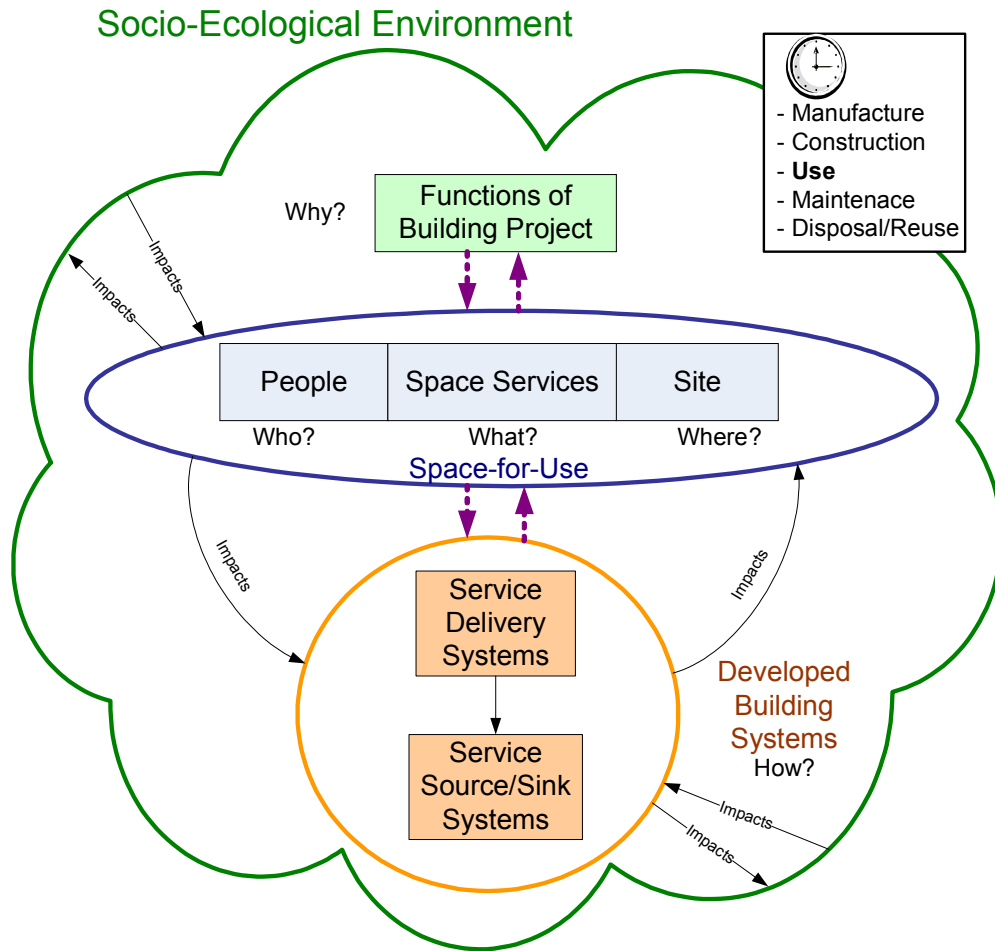 Socio-Ecological Environment
- Manufacture
- Construction
- Use
- Maintenace
- Disposal/Reuse
Why?
Functions of
Building Project
Impacts
Impacts
People
Space Services
Site
Who?
What?
Where?
Space-for-Use
Impacts
Impacts
Service
Delivery
Systems
Service
Source/Sink
Systems
Developed
Building
Systems
How?
Impacts
Impacts